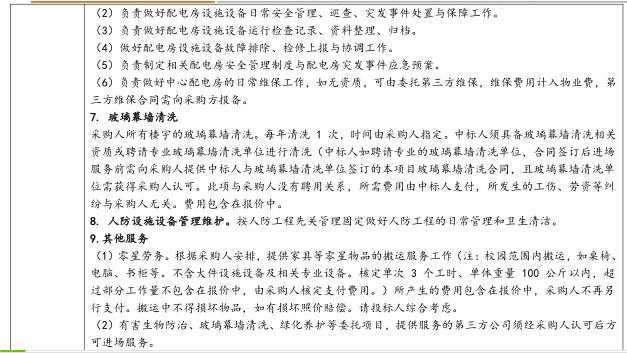 （2）负责做好配电房设施设备日常安全管理、巡查、突发事件处置与保障工作。
（3）负责做好配电房设施设备运行检查记录、资料整理、归档。
（4）做好配电房设施设备故障排除、检修上报与协调工作。
（5）负责制定相关配电房安全管理制度与配电房突发事件应急预案。
（6）负责做好中心配电房的日常维保工作，如无资质，可由委托第三方维保，维保费用计入物业费，第
三方维保合同需向采购方报备。
7. 玻璃幕墙清洗
采购人所有楼宇的玻璃幕墙清洗。每年清洗 1 次，时间由采购人指定。中标人须具备玻璃幕墙清洗相关
资质或聘请专业玻璃幕墙清洗单位进行清洗（中标人如聘请专业的玻璃清洗单位，合同签订后进场
服务前需向采购人提供中标人与玻璃清洗单位签订的本项目玻璃幕墙清洗合同，且玻璃幕墙清洗单
位需获得采购人认可。此项与采购人没有聘用关系，所需费用由中标人支付，所发生的工伤、劳资等纠
纷与采购人无关。费用包含在报价中。
8. 人防设施设备管理维护。按人防工程先关管理固定做好人防工程的日常管理和卫生清洁。
9.其他服务
（1）零星劳务。根据采购人安排，提供家具等零星物品的搬运服务工作（注：校园范围内搬运，如桌椅、
电脑、书柜等。不含大件设施设备及相关专业设备。核定单次 3 个工时、单体重量 100 公斤以内，超
过部分工作量不包含在报价中，由采购人核定支付费用。）所产生的费用包含在报价中，采购人不再另
行支付。搬运中不得损坏物品，如有损坏照价赔偿。请投标人综合考虑。
（2）有害生物防治、玻璃幕墙清洗、绿化养护等委托项目，提供服务的第三方公司须经采购人认可后方
可进场服务。